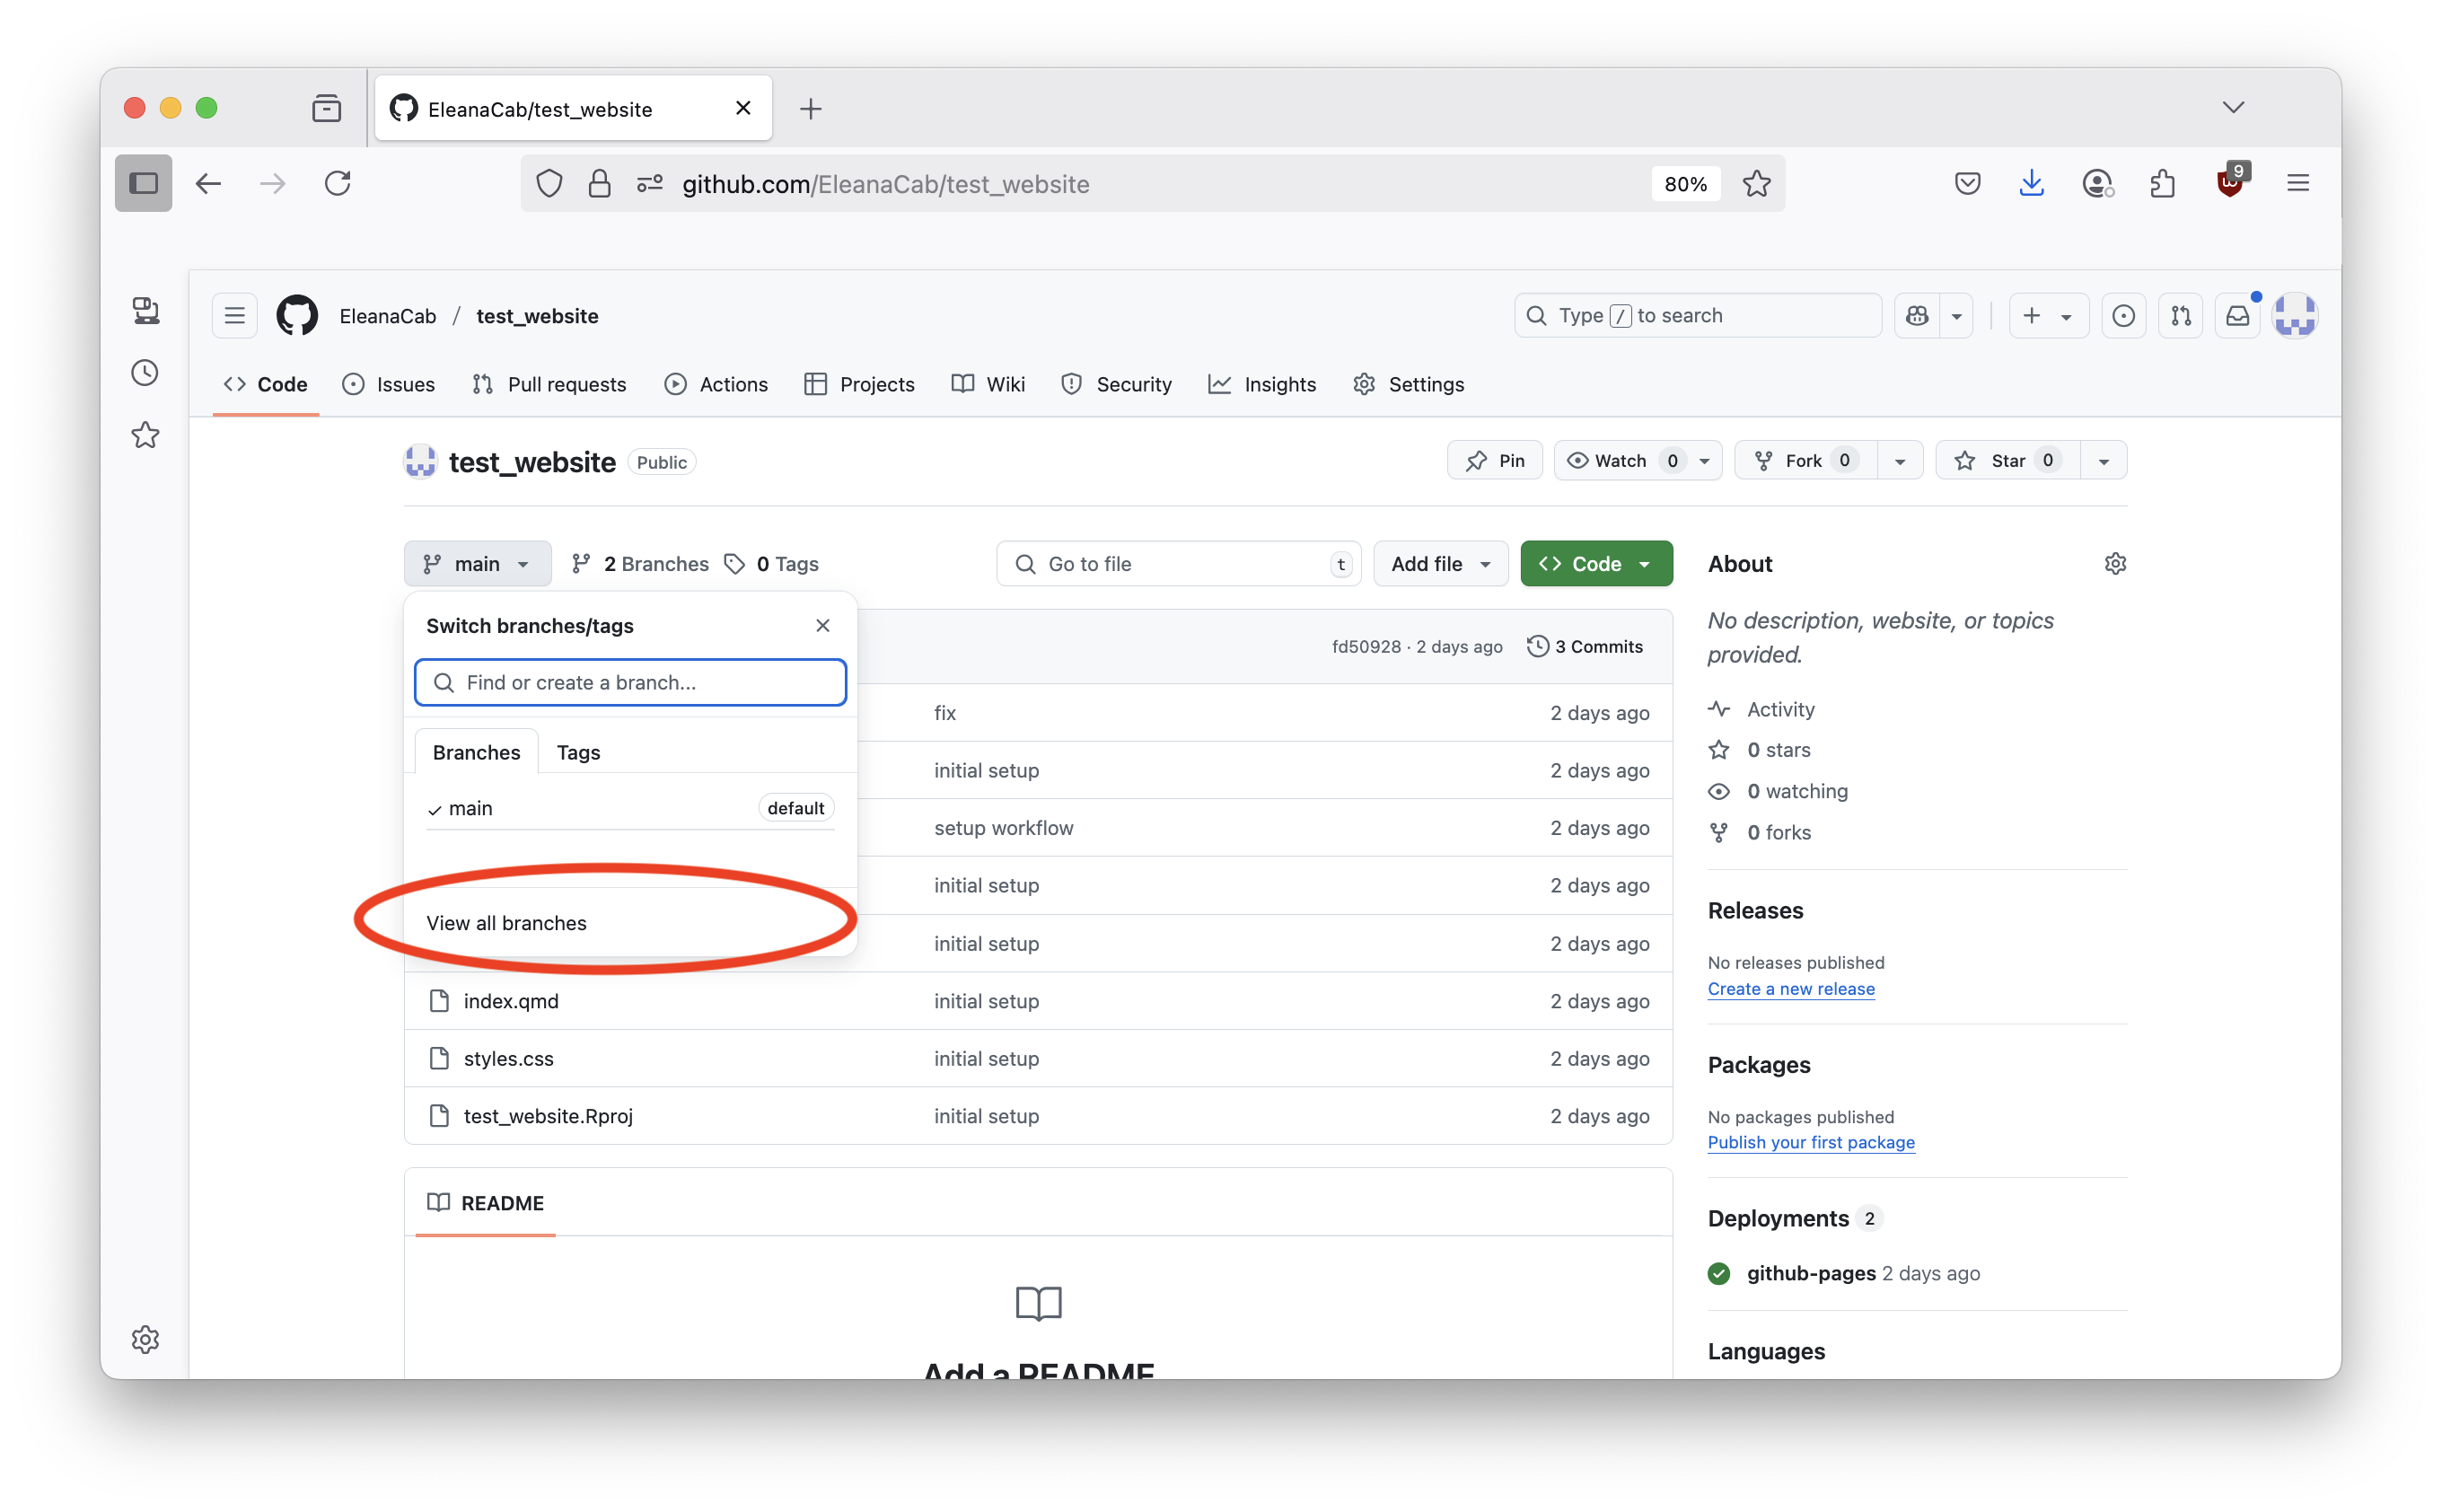 EleanaCab/test_website
github.com/EleanaCab/test_website
80%
9
EleanaCab / test_website
Type / to search
Code Issues Pull requests Actions Projects Wiki Security Insights Settings
test_website Public
Pin Watch 0 Fork 0 Star 0
main 2 Branches 0 Tags
Go to file t Add file Code
Switch branches/tags
Find or create a branch...
Branches Tags
main default
View all branches
fd50928 · 2 days ago 3 Commits
fix 2 days ago
initial setup 2 days ago
setup workflow 2 days ago
initial setup 2 days ago
initial setup 2 days ago
index.qmd initial setup 2 days ago
styles.css initial setup 2 days ago
test_website.Rproj initial setup 2 days ago
README
Add a README
About
No description, website, or topics
provided.
Activity
0 stars
0 watching
0 forks
Releases
No releases published
Create a new release
Packages
No packages published
Publish your first package
Deployments 2
github-pages 2 days ago
Languages